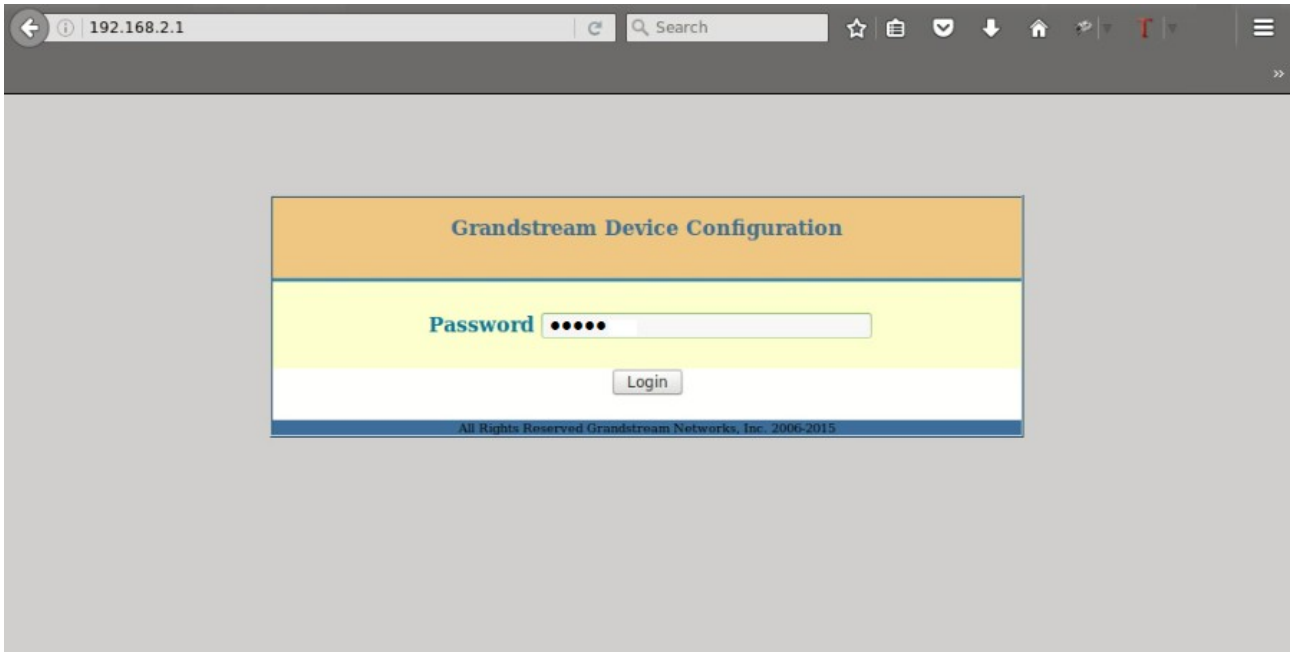 192.168.2.1
Search
Grandstream Device Configuration
Password •••••
Login
All Rights Reserved Grandstream Networks, Inc. 2006-2015